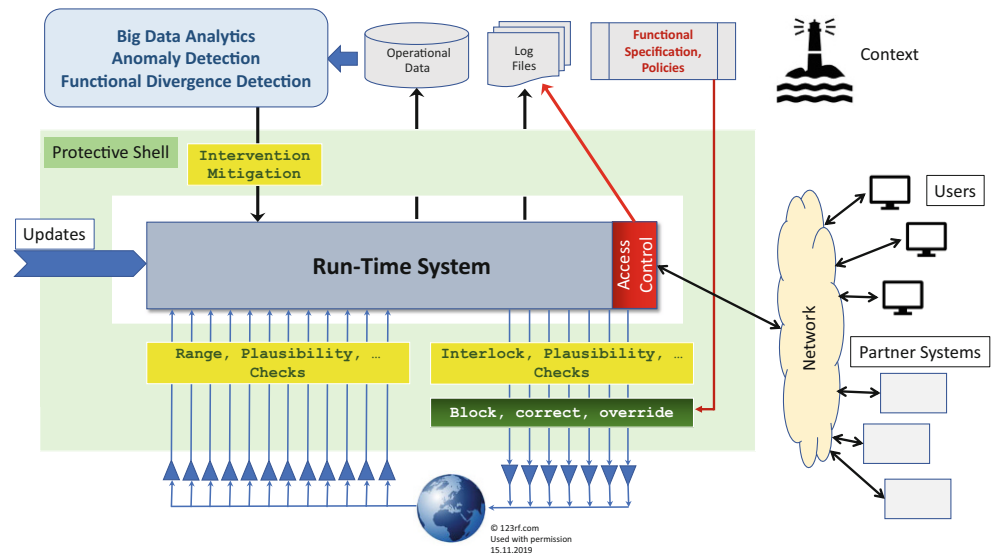 Big Data Analytics
Anomaly Detection
Functional Divergence Detection
Operational
Data
Log
Files
Functional
Specification,
Policies
Context
Protective Shell
Intervention
Mitigation
Users
Updates
Run-Time System
Access
Control
Network
Range, Plausibility, …
Checks
Interlock, Plausibility, …
Checks
Partner Systems
Block, correct, override
© 123rf.com
Used with permission
15.11.2019